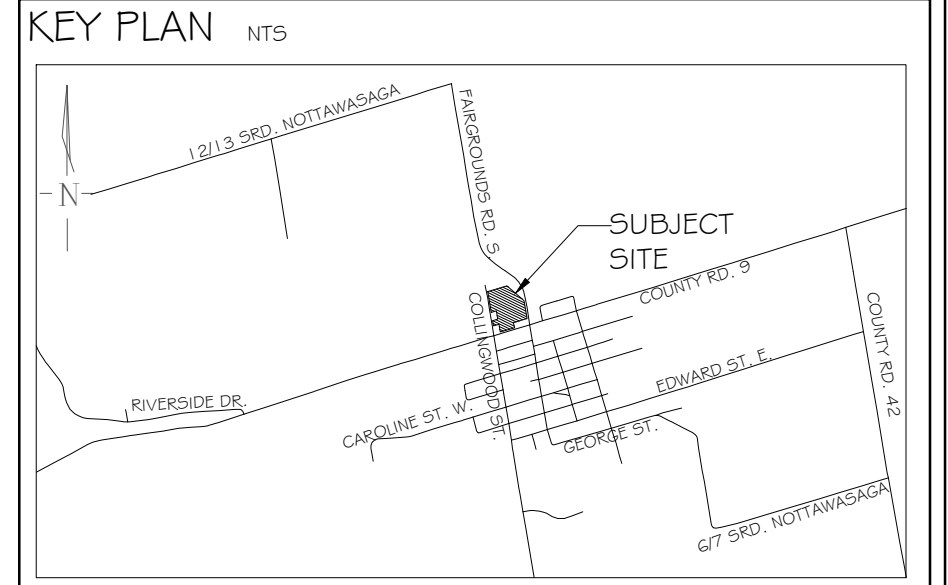 KEY PLAN NTS
12/13 SRD. NOTTAWASAGA
FAIRGROUNDS RD. S.
N
SUBJECT
SITE
COUNTY RD. 9
COLLINGWOOD ST.
COUNTY RD. 42
EDWARD ST. E.
RIVERSIDE DR.
CAROLINE ST. W.
GEORGE ST.
6/7 SRD. NOTTAWASAGA